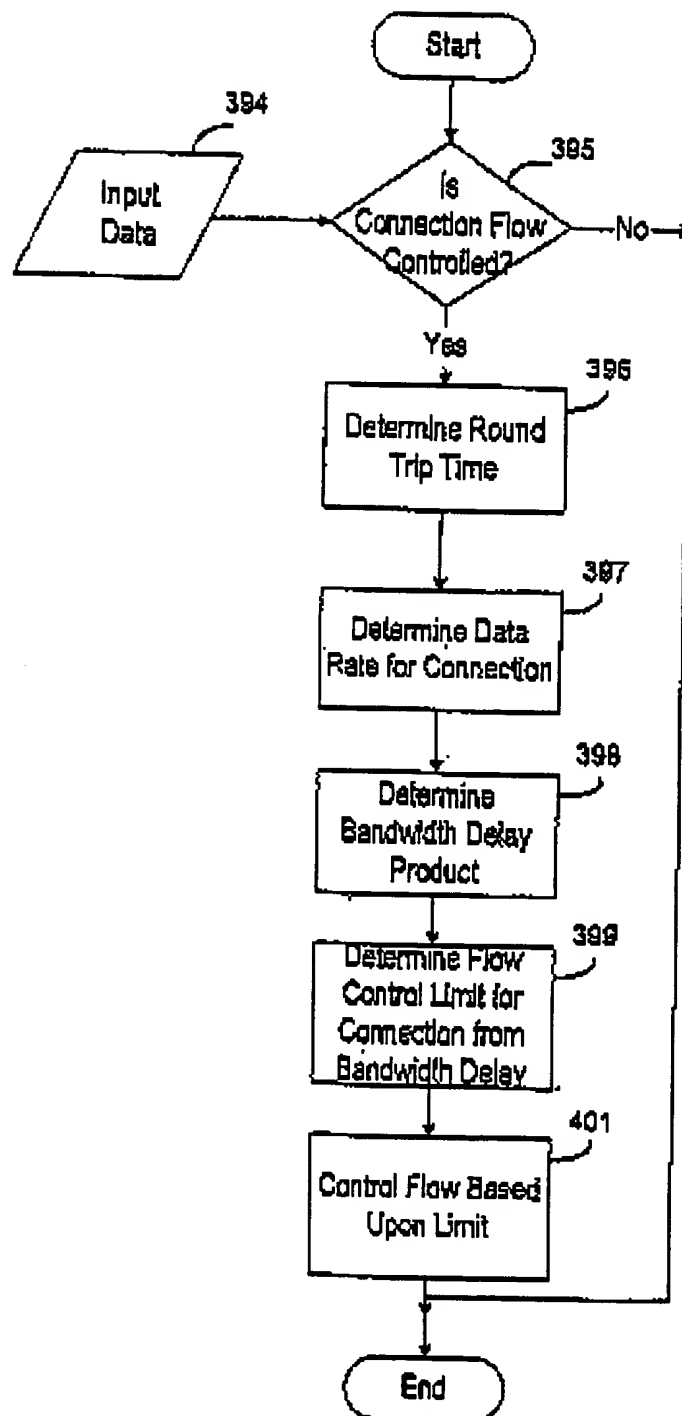 Start
394
395
Input
Data
Is
Connection Flow
Controlled?
No
Yes
396
Determine Round
Trip Time
397
Determine Data
Rate for Connection
398
Determine
Bandwidth Delay
Product
399
Determine Flow
Control Limit for
Connection from
Bandwidth Delay
401
Control Flow Based
Upon Limit
End